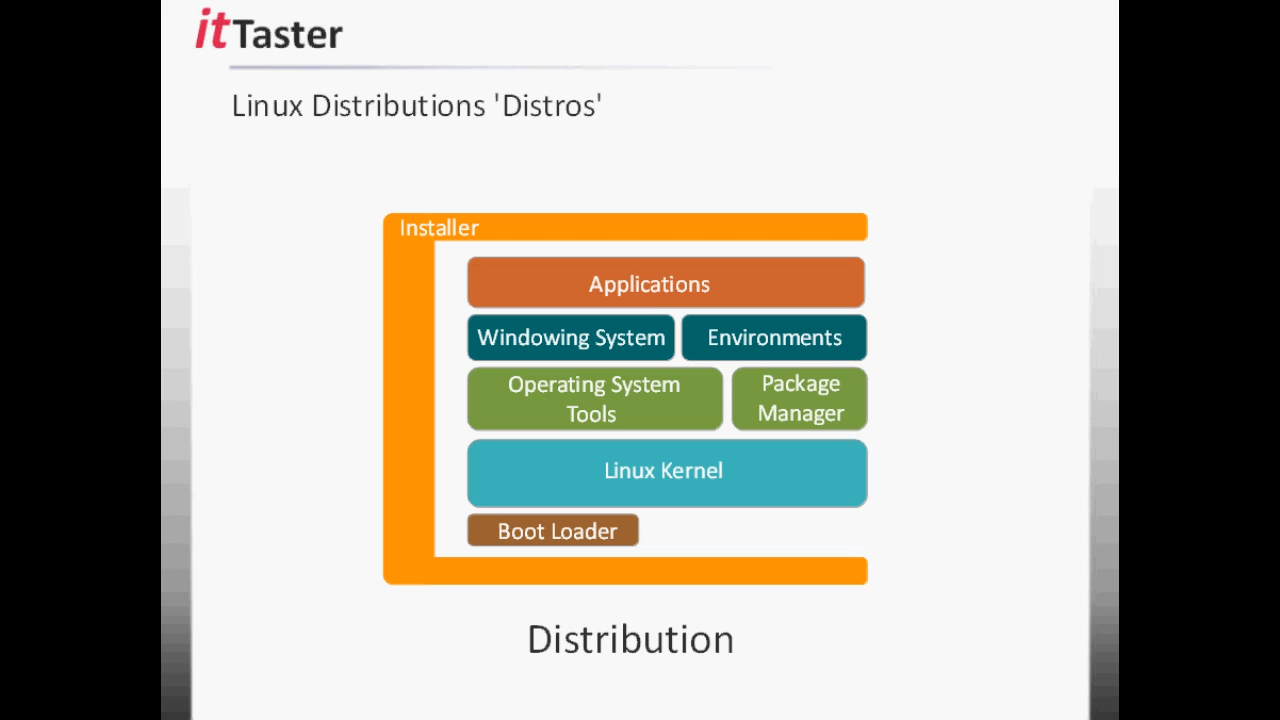 itTaster
Linux Distributions 'Distros'
Installer
Applications
Windowing System
Environments
Operating System
Tools
Package
Manager
Linux Kernel
Boot Loader
Distribution